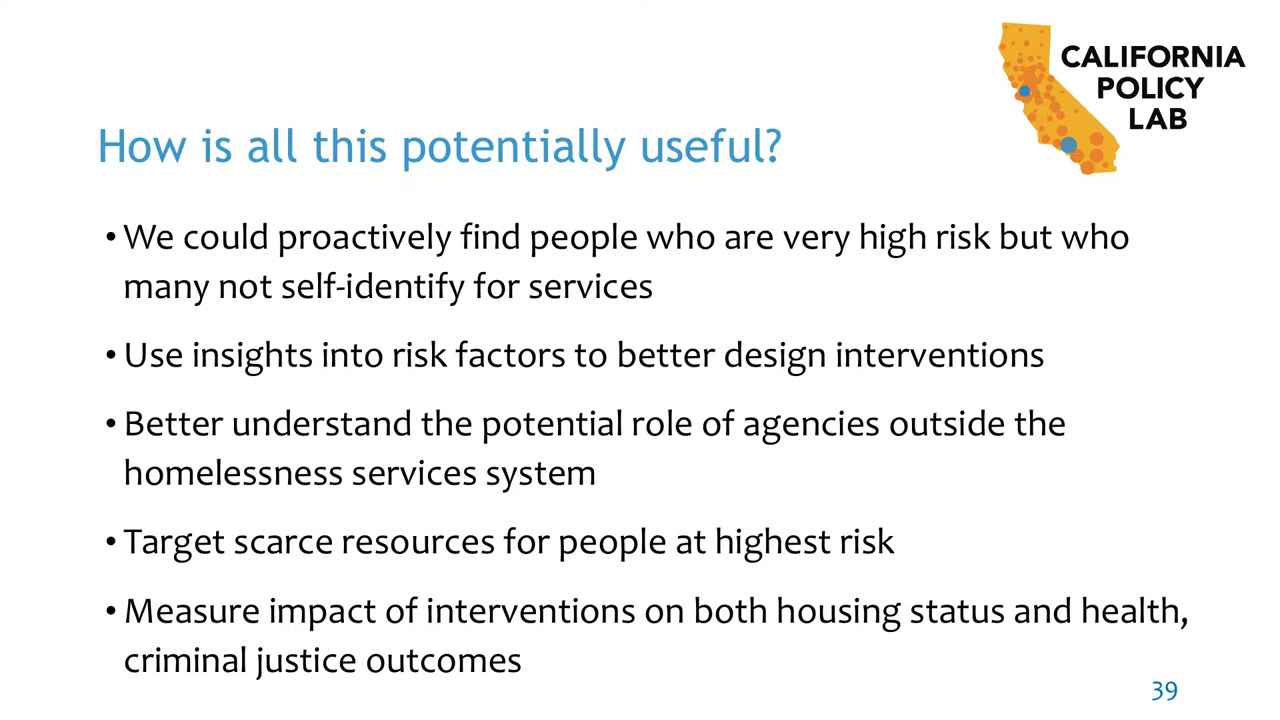 CALIFORNIA
POLICY
LAB
How is all this potentially useful?
• We could proactively find people who are very high risk but who
many not self-identify for services
• Use insights into risk factors to better design interventions
• Better understand the potential role of agencies outside the
homelessness services system
• Target scarce resources for people at highest risk
• Measure impact of interventions on both housing status and health,
criminal justice outcomes
39